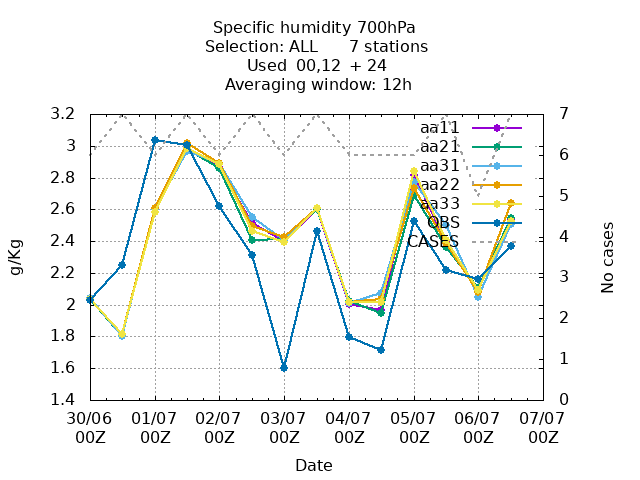 Specific humidity 700hPa
Selection: ALL 7 stations
Used 00,12 + 24
Averaging window: 12h
3.2
3
2.8
2.6
2.4
2.2
2
1.8
1.6
1.4
g/Kg
aa11
aa21
aa31
aa22
aa33
OBS
CASES
7
6
5
4
3
2
1
0
No cases
30/06 01/07 02/07 03/07 04/07 05/07 06/07 07/07
00Z 00Z 00Z 00Z 00Z 00Z 00Z 00Z
Date